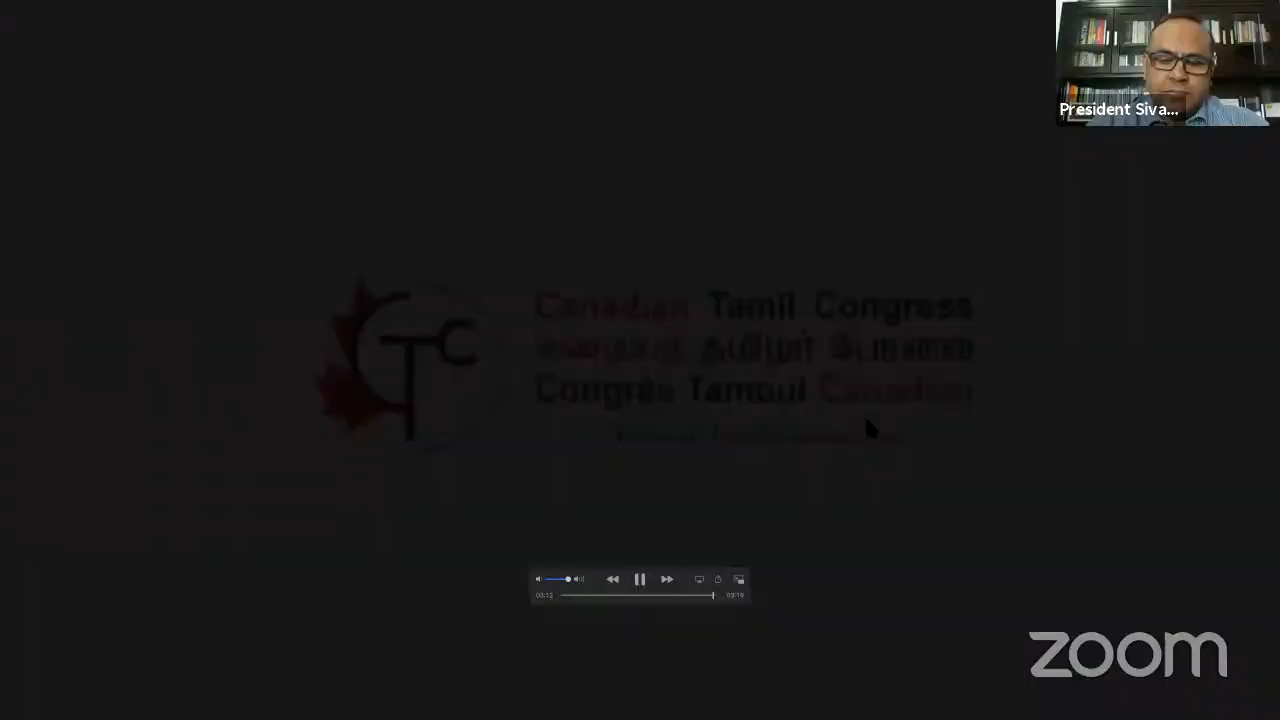 President Siva...
Canadian Tamil Congress
கனடியத் தமிழர் பேரவை
Congrès Tamoul Canadien
03:12
03:19
zoom